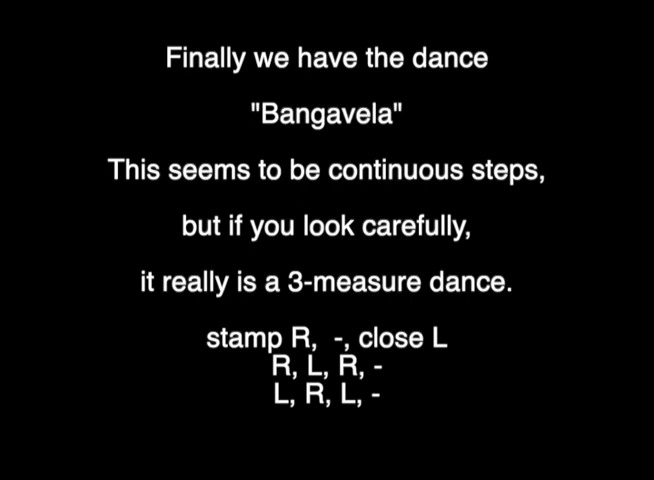 Finally we have the dance
"Bangavela"
This seems to be continuous steps,
but if you look carefully,
it really is a 3-measure dance.
stamp R,  -, close L
R, L, R, -
L, R, L, -